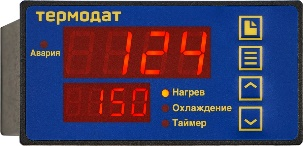 термодат
124
Авария
150
Нагрев
Охлаждение
Таймер